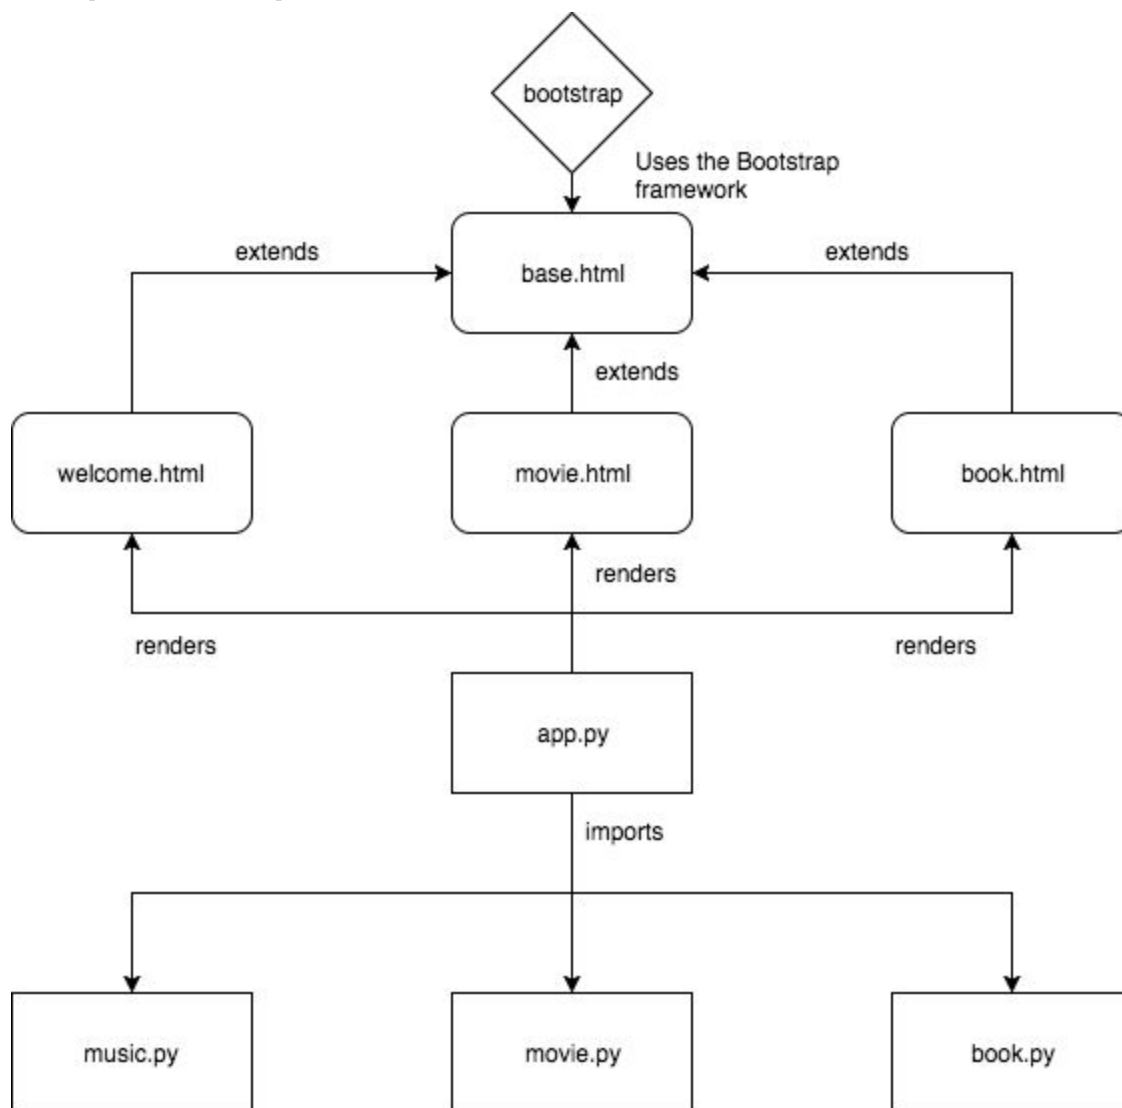 bootstrap
Uses the Bootstrap
framework
extends
extends
base.html
extends
welcome.html
movie.html
book.html
renders
renders
renders
app.py
imports
music.py
movie.py
book.py